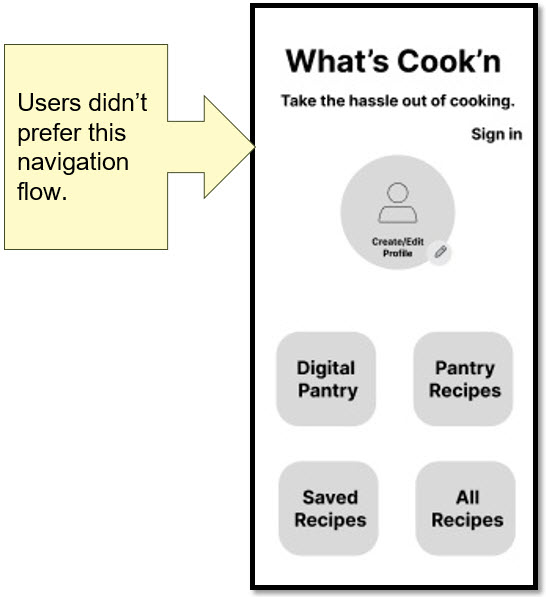 Users didn’t
prefer this
navigation
flow.
What’s Cook’n
Take the hassle out of cooking.
Sign in
Create/Edit
Profile
Digital
Pantry
Pantry
Recipes
Saved
Recipes
All
Recipes